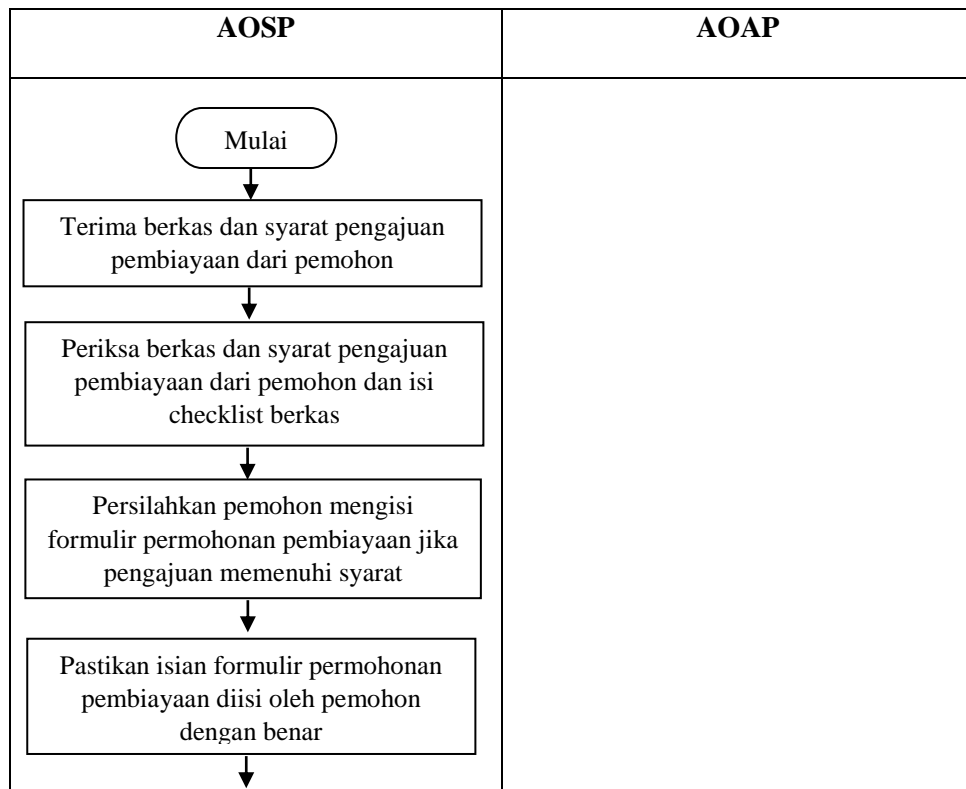 AOSP
AOAP
Mulai
Terima berkas dan syarat pengajuan
pembiayaan dari pemohon
Periksa berkas dan syarat pengajuan
pembiayaan dari pemohon dan isi
checklist berkas
Persilahkan pemohon mengisi
formulir permohonan pembiayaan jika
pengajuan memenuhi syarat
Pastikan isian formulir permohonan
pembiayaan diisi oleh pemohon
dengan benar